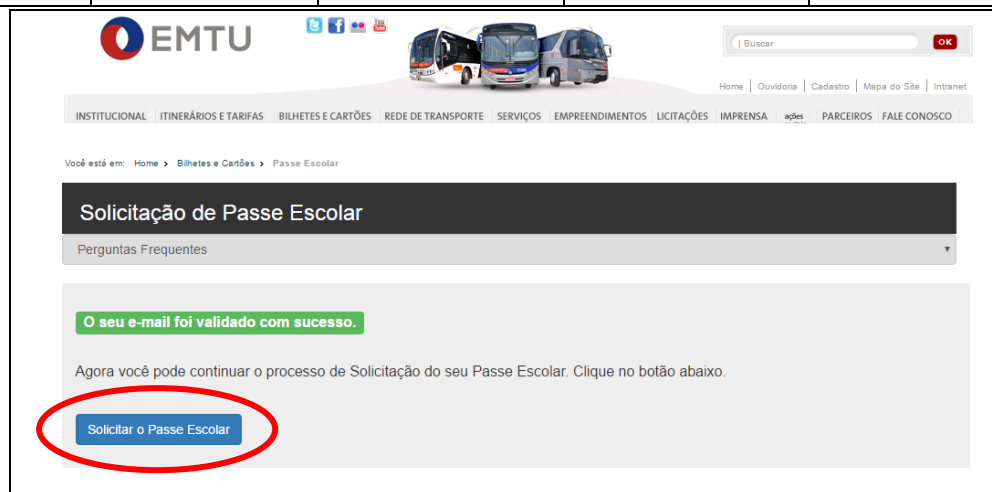 EMTU
You
Tube
| Buscar
OK
Home | Ouvidoria | Cadastro | Mapa do Site | Intranet
INSTITUCIONAL ITINERÁRIOS E TARIFAS BILHETES E CARTÕES REDE DE TRANSPORTE SERVIÇOS EMPREENDIMENTOS LICITAÇÕES IMPRENSA ações PARCEIROS FALE CONOSCO
Você está em: Home > Bilhetes e Cartões > Passe Escolar
Solicitação de Passe Escolar
Perguntas Frequentes
O seu e-mail foi validado com sucesso.
Agora você pode continuar o processo de Solicitação do seu Passe Escolar. Clique no botão abaixo.
Solicitar o Passe Escolar